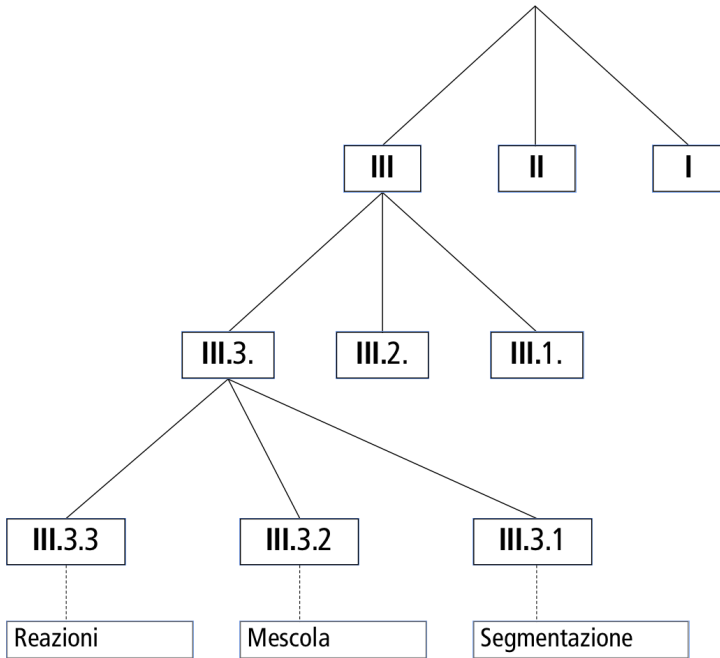 III
II
I
III.3.
III.2.
III.1.
III.3.3
III.3.2
III.3.1
Reazioni
Mescola
Segmentazione